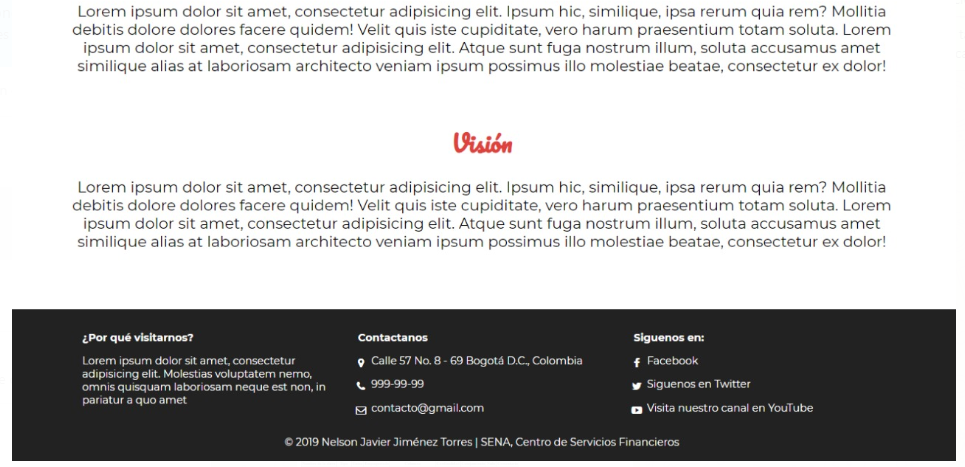 Lorem ipsum dolor sit amet, consectetur adipisicing elit. Ipsum hic, similique, ipsa rerum quia rem? Mollitia
debitis dolore dolores facere quidem! Velit quis iste cupiditate, vero harum praesentium totam soluta. Lorem
ipsum dolor sit amet, consectetur adipisicing elit. Atque sunt fuga nostrum illum, soluta accusamus amet
similique alias at laboriosam architecto veniam ipsum possimus illo molestiae beatae, consectetur ex dolor!
Visión
Lorem ipsum dolor sit amet, consectetur adipisicing elit. Ipsum hic, similique, ipsa rerum quia rem? Mollitia
debitis dolore dolores facere quidem! Velit quis iste cupiditate, vero harum praesentium totam soluta. Lorem
ipsum dolor sit amet, consectetur adipisicing elit. Atque sunt fuga nostrum illum, soluta accusamus amet
similique alias at laboriosam architecto veniam ipsum possimus illo molestiae beatae, consectetur ex dolor!
¿Por qué visitarnos?
Lorem ipsum dolor sit amet, consectetur
adipisicing elit. Molestias voluptatem nemo,
omnis quisquam laboriosam neque est non, in
pariatur a quo amet
Contactanos
Calle 57 No. 8 - 69 Bogotá D.C., Colombia
999-99-99
contacto@gmail.com
Siguenos en:
Facebook
Siguenos en Twitter
Visita nuestro canal en YouTube
© 2019 Nelson Javier Jiménez Torres | SENA, Centro de Servicios Financieros